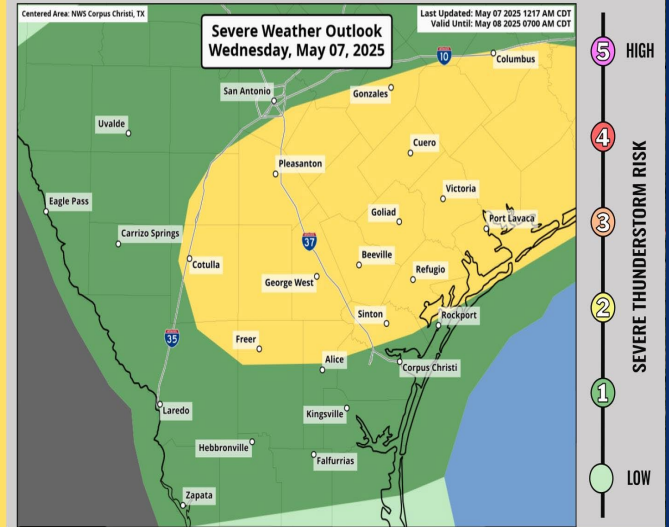 Centered Area: NWS Corpus Christi, TX
Severe Weather Outlook
Wednesday, May 07, 2025
Last Updated: May 07 2025 1217 AM CDT
Valid Until: May 08 2025 0700 AM CDT
10
Columbus
San Antonio
Gonzales
Uvalde
Cuero
Pleasanton
Victoria
Eagle Pass
Goliad
Port Lavaca
Carrizo Springs
37
Cotulla
Beeville
Refugio
George West
Sinton
Rockport
35
Freer
Alice
Corpus Christi
Laredo
Kingsville
Hebbronville
Falfurrias
Zapata
5
HIGH
4
3
2
1
LOW
SEVERE THUNDERSTORM RISK